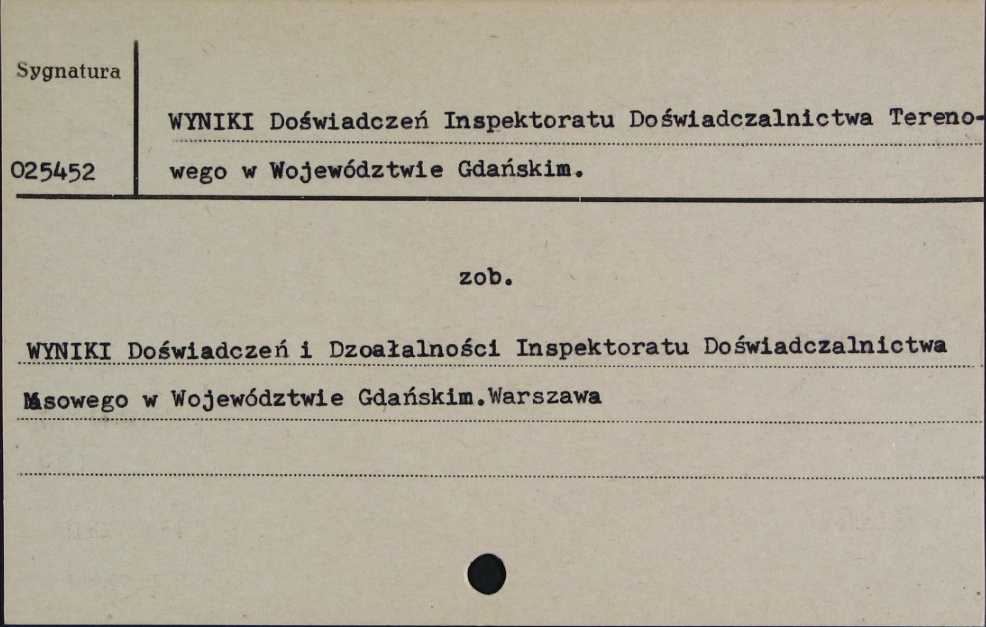 Sygnatura
WYNIKI Doświadczeń Inspektoratu Doświadczalnictwa Tereno-
025452
wego w Województwie Gdańskim.
zob.
WYNIKI Doświadczeń i Dzoałalności Inspektoratu Doświadczalnictwa
Masowego w Województwie Gdańskim.Warszawa